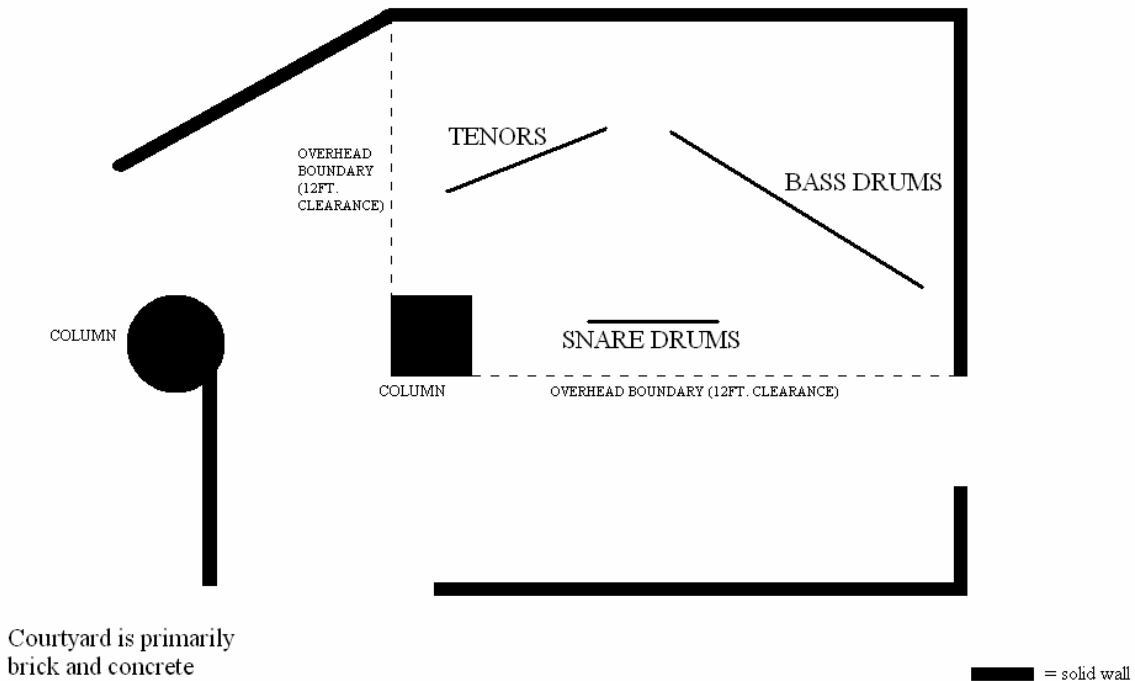 TENORS
OVERHEAD
BOUNDARY
(12FT.
CLEARANCE)
BASS DRUMS
COLUMN
SNARE DRUMS
COLUMN
OVERHEAD BOUNDARY (12FT. CLEARANCE)
Courtyard is primarily
brick and concrete
= solid wall